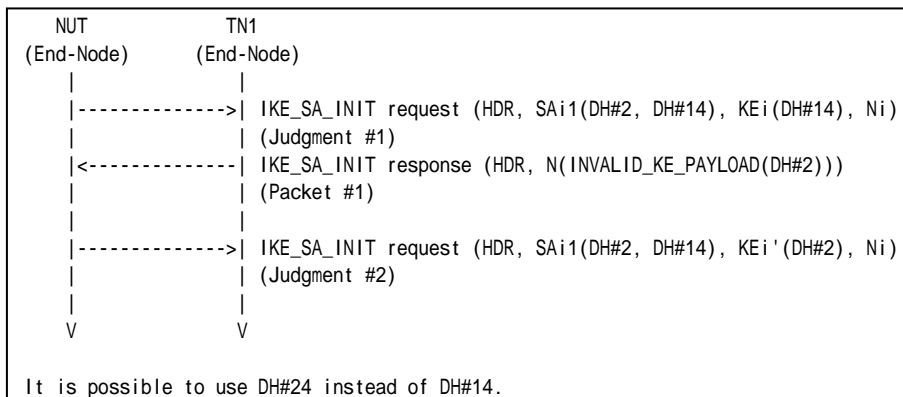 NUT TN1
(End-Node) (End-Node)
| |
|-------------->| IKE_SA_INIT request (HDR, SAi1(DH#2, DH#14), KEi(DH#14), Ni)
| | (Judgment #1)
|<--------------| IKE_SA_INIT response (HDR, N(INVALID_KE_PAYLOAD(DH#2)))
| | (Packet #1)
| |
|-------------->| IKE_SA_INIT request (HDR, SAi1(DH#2, DH#14), KEi'(DH#2), Ni)
| | (Judgment #2)
| |
V V
It is possible to use DH#24 instead of DH#14.